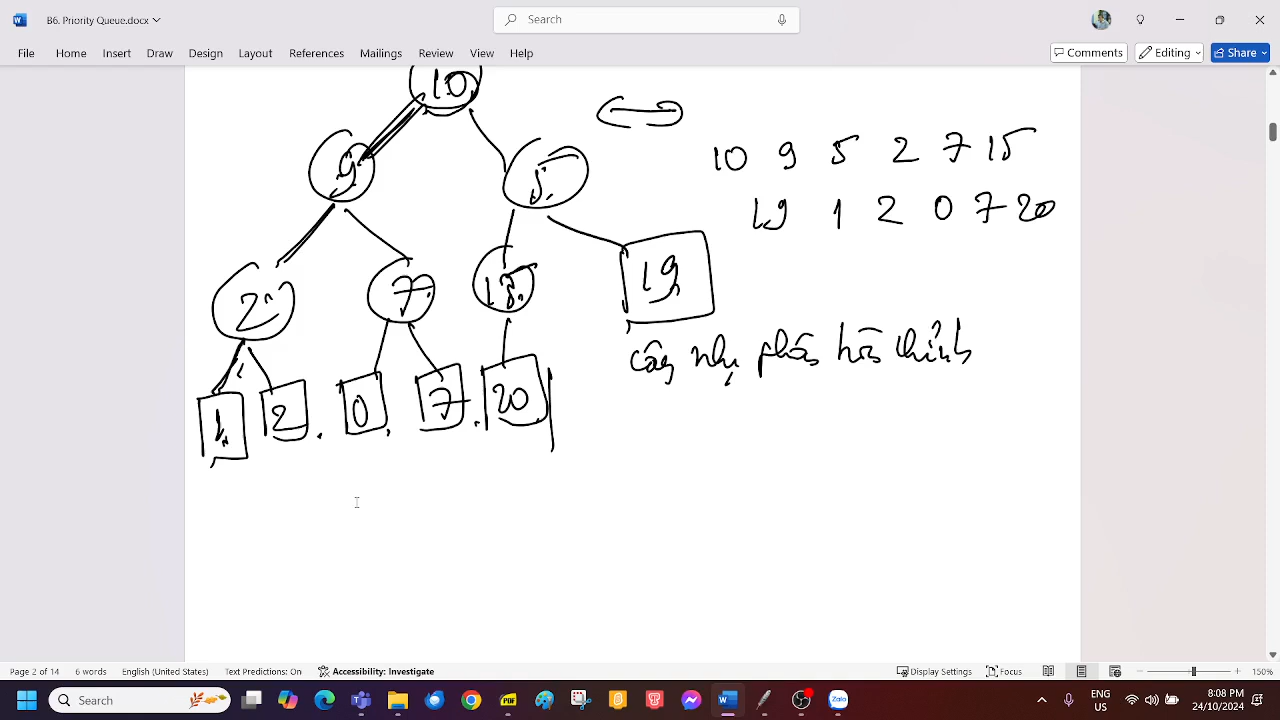 B6. Priority Queue.docx
Search
File Home Insert Draw Design Layout References Mailings Review View Help
Comments Editing Share
10
10 9 5 2 7 15
9 5
19 1 2 0 7 20
2 7 15 19
cây nhị phân hoàn chỉnh
1 2 0 7 20
Page 2 of 14 6 words English (United States) Text Predictions: On Accessibility: Investigate Display Settings Focus 150%
Search PDF Zalo ENG US 8:08 PM 24/10/2024